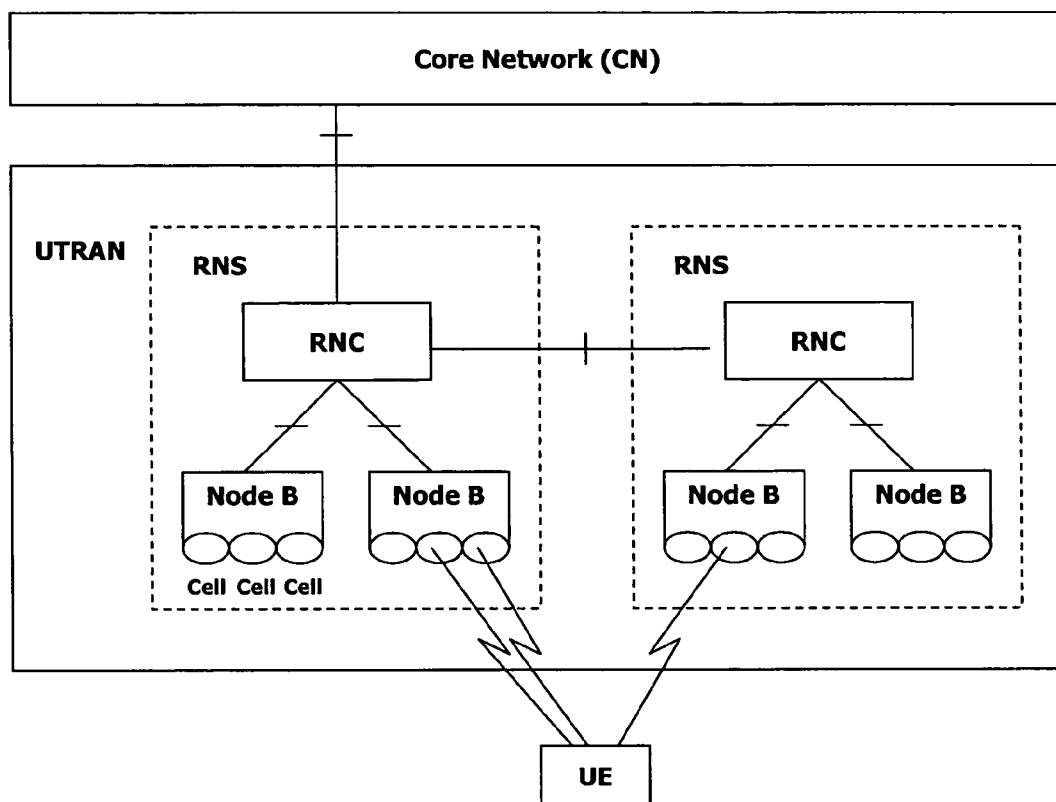 Core Network (CN)
UTRAN
RNS
RNS
RNC
RNC
Node B
Node B
Node B
Node B
Cell Cell Cell
UE